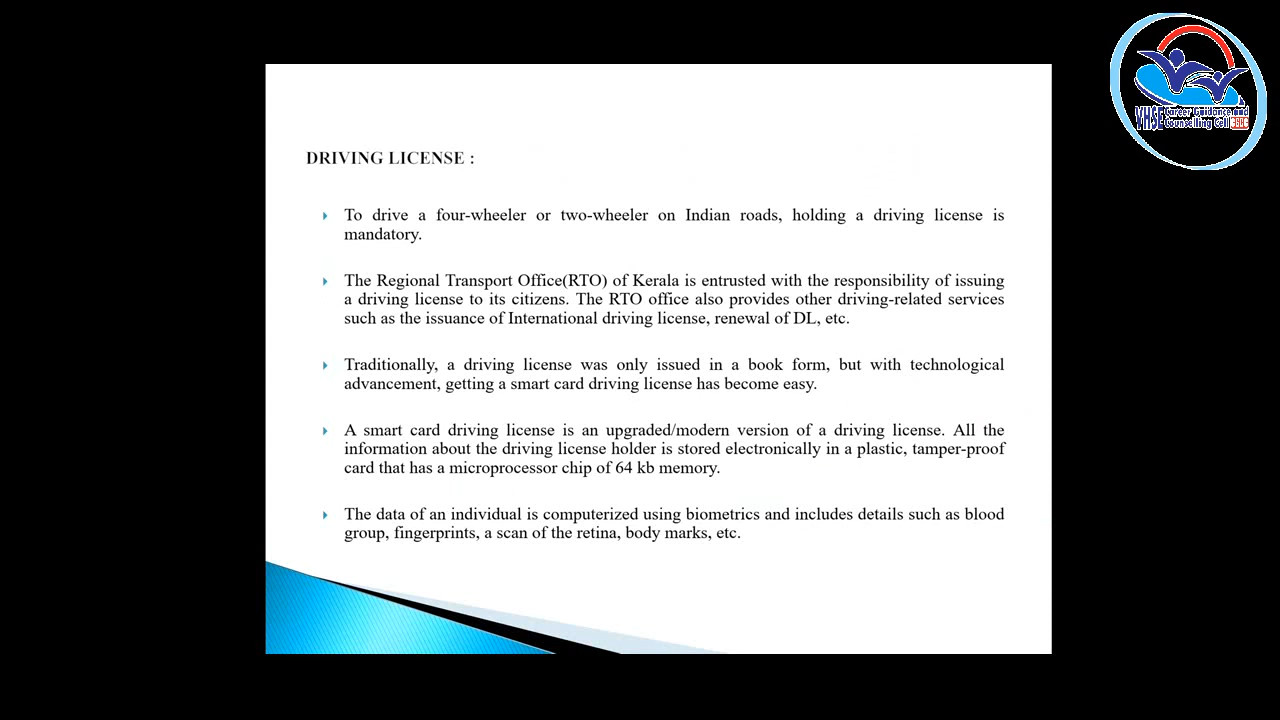 VHSE Career Guidance and
Counselling Cell CGCC
DRIVING LICENSE :
To drive a four-wheeler or two-wheeler on Indian roads, holding a driving license is
mandatory.
The Regional Transport Office(RTO) of Kerala is entrusted with the responsibility of issuing
a driving license to its citizens. The RTO office also provides other driving-related services
such as the issuance of International driving license, renewal of DL, etc.
Traditionally, a driving license was only issued in a book form, but with technological
advancement, getting a smart card driving license has become easy.
A smart card driving license is an upgraded/modern version of a driving license. All the
information about the driving license holder is stored electronically in a plastic, tamper-proof
card that has a microprocessor chip of 64 kb memory.
The data of an individual is computerized using biometrics and includes details such as blood
group, fingerprints, a scan of the retina, body marks, etc.